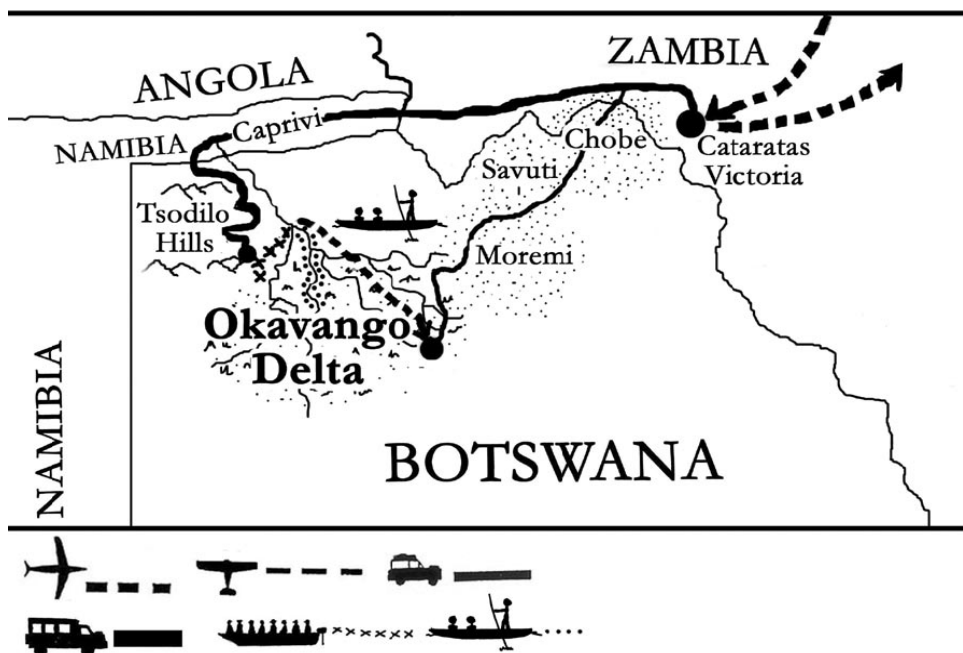 ZAMBIA
ANGOLA
Caprivi
NAMIBIA
Cataratas
Victoria
Chobe
Savuti
Tsodilo
Hills
Moremi
Okavango
Delta
NAMIBIA
BOTSWANA